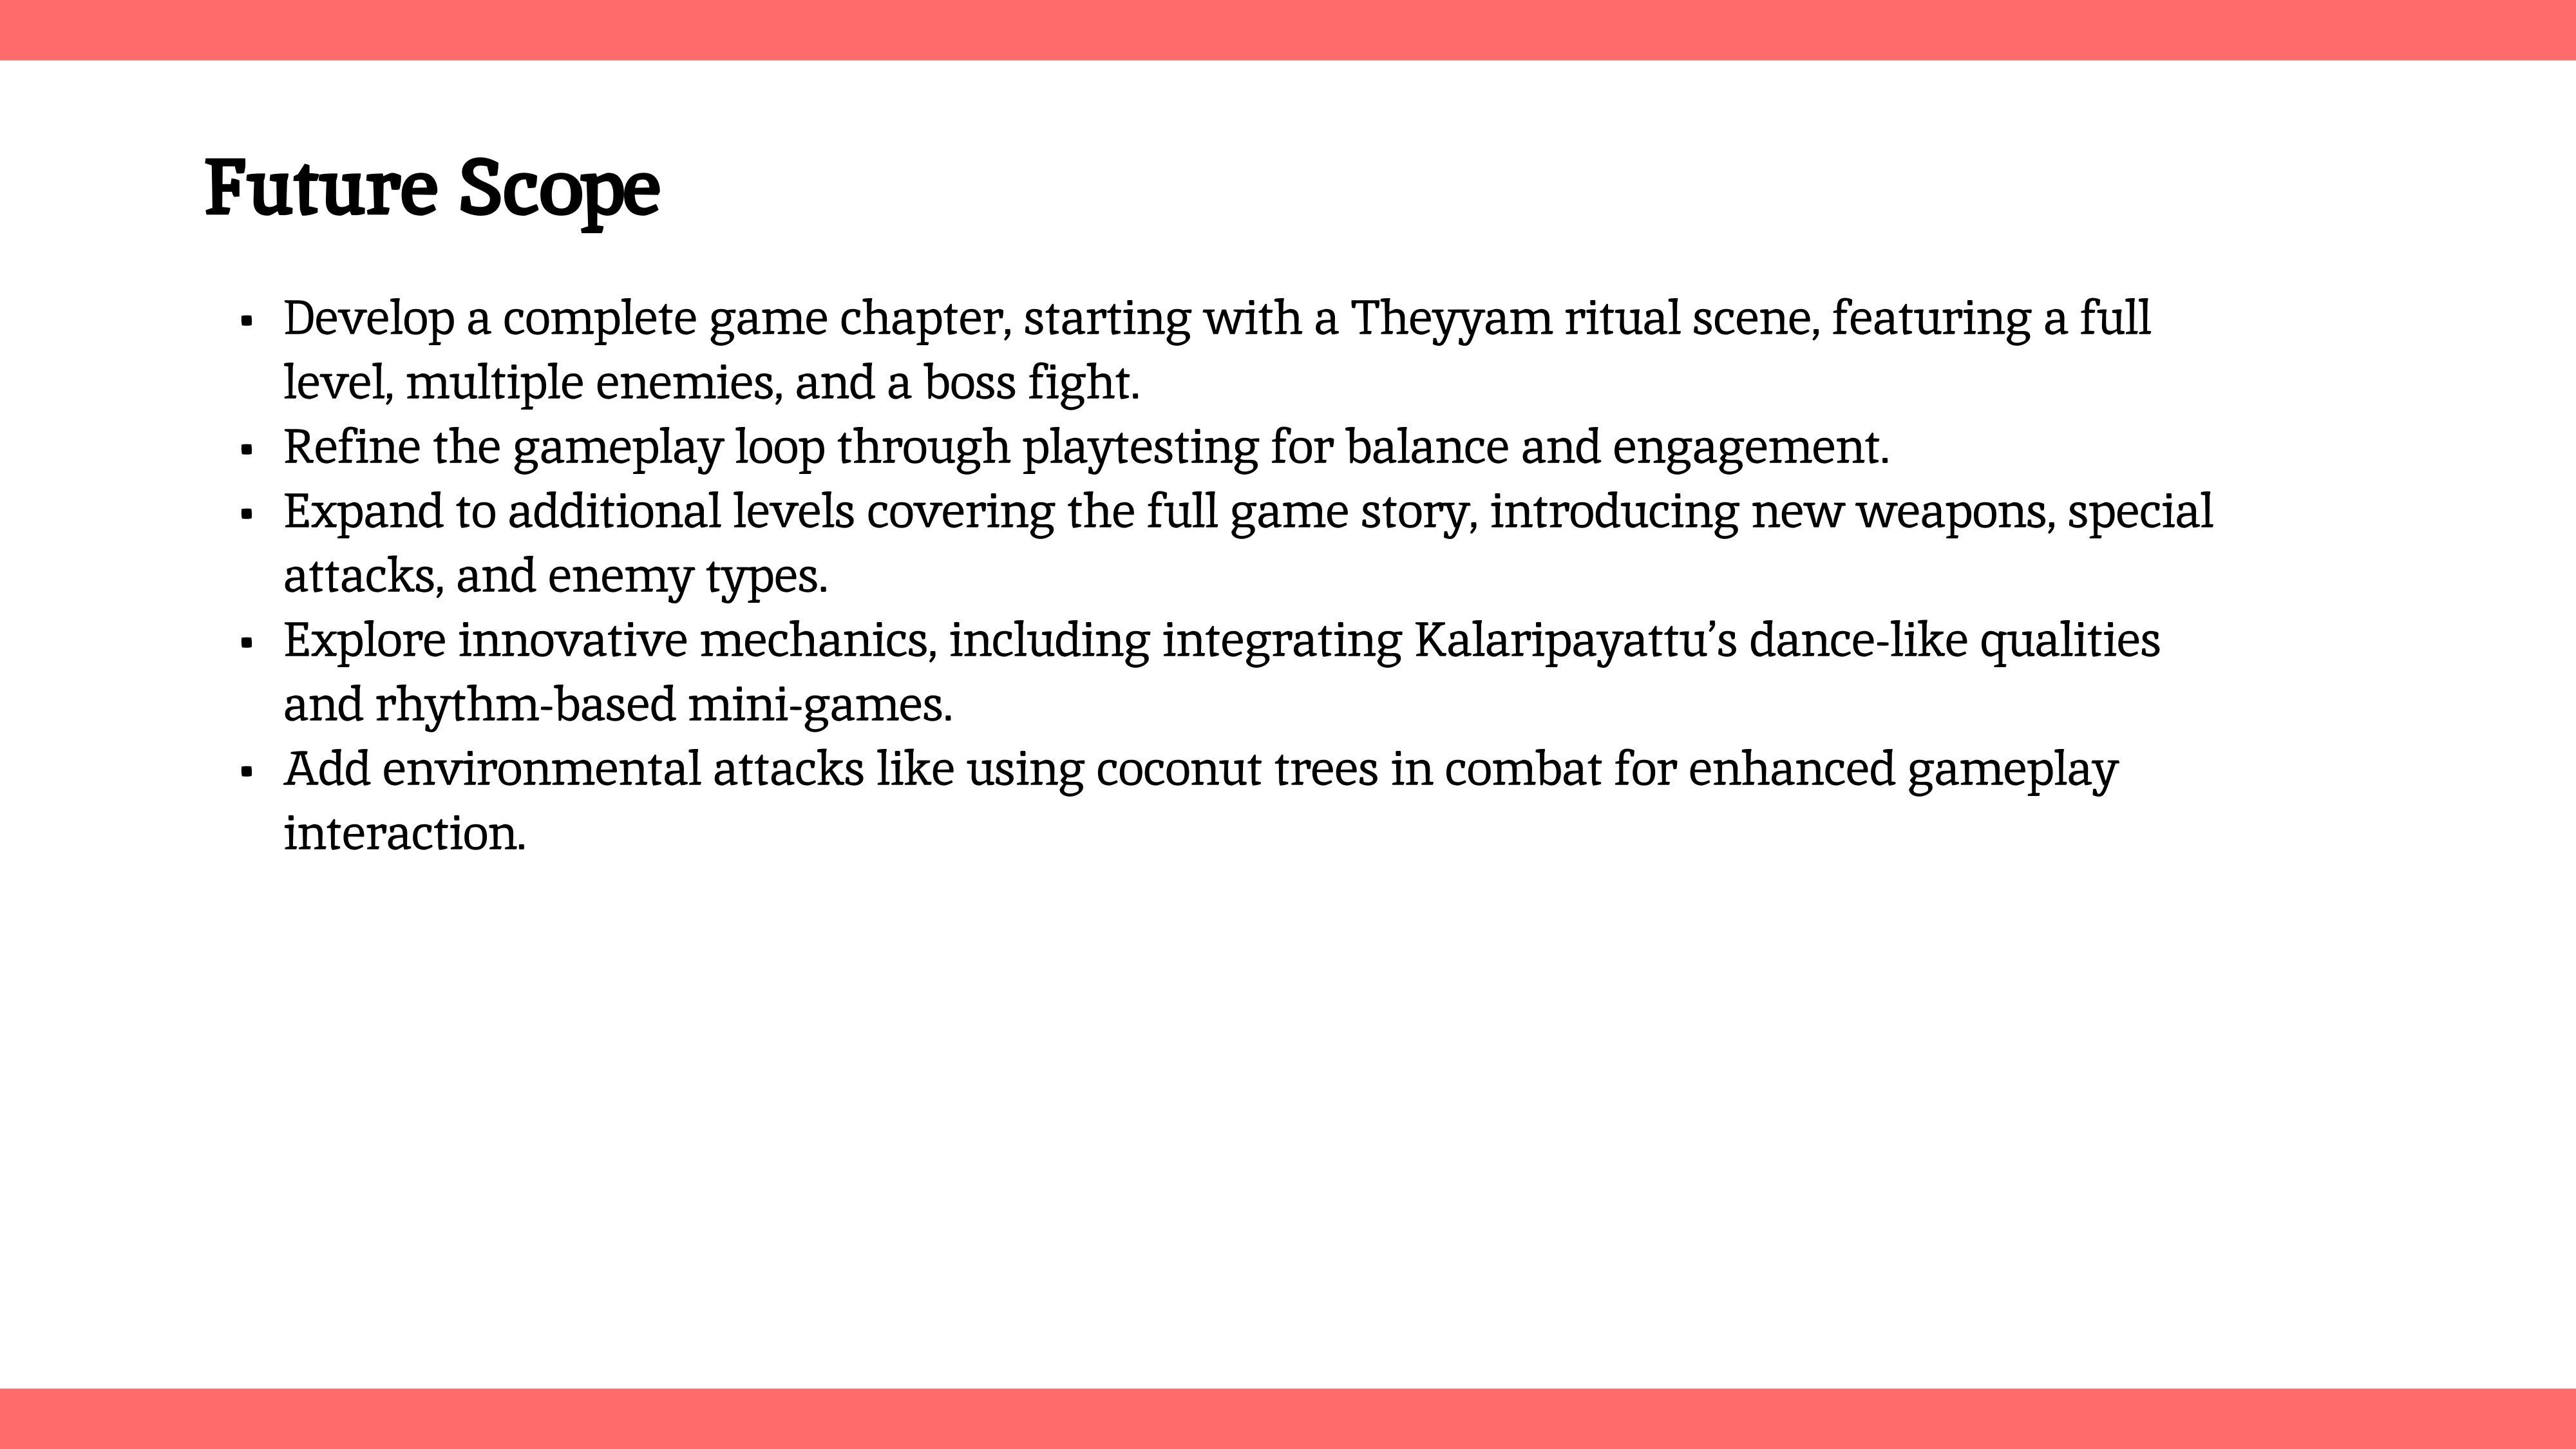 Future Scope
▪ Develop a complete game chapter, starting with a Theyyam ritual scene, featuring a full
level, multiple enemies, and a boss fight.
▪ Refine the gameplay loop through playtesting for balance and engagement.
▪ Expand to additional levels covering the full game story, introducing new weapons, special
attacks, and enemy types.
▪ Explore innovative mechanics, including integrating Kalaripayattu’s dance-like qualities
and rhythm-based mini-games.
▪ Add environmental attacks like using coconut trees in combat for enhanced gameplay
interaction.